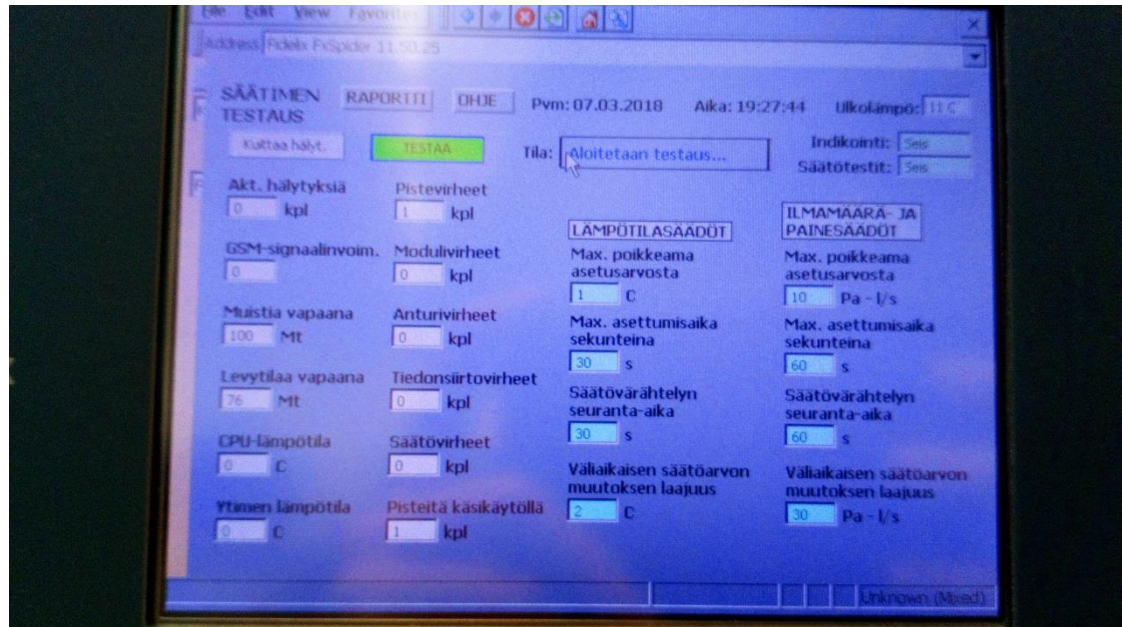 File Edit View Favorites
Address Fidelix FxSpider 11.50.25
SÄÄTIMEN TESTAUS
RAPORTTI OHJE Pvm: 07.03.2018 Aika: 19:27:44 Ulkolämpö: 11 C
Kuittaa hälyt. TESTAA Tila: Aloitetaan testaus... Indikointi: Seis
Säätötestit: Seis
Akt. hälytyksiä
0 kpl
GSM-signaalinvoim.
0
Muistia vapaana
100 Mt
Levytilaa vapaana
76 Mt
CPU-lämpötila
0 C
Ytimen lämpötila
0 C
Pistevirheet
1 kpl
Modulivirheet
0 kpl
Anturivirheet
0 kpl
Tiedonsiirtovirheet
0 kpl
Säätövirheet
0 kpl
Pisteitä käsikäytöllä
1 kpl
LÄMPÖTILASÄÄDÖT
Max. poikkeama
asetusarvosta
1 C
Max. asettumisaika
sekunteina
30 s
Säätövärähtelyn
seuranta-aika
30 s
Väliaikaisen säätöarvon
muutoksen laajuus
2 C
ILMAMÄÄRÄ- JA
PAINESÄÄDÖT
Max. poikkeama
asetusarvosta
10 Pa - l/s
Max. asettumisaika
sekunteina
60 s
Säätövärähtelyn
seuranta-aika
60 s
Väliaikaisen säätöarvon
muutoksen laajuus
30 Pa - l/s
Unknown (Mixed)